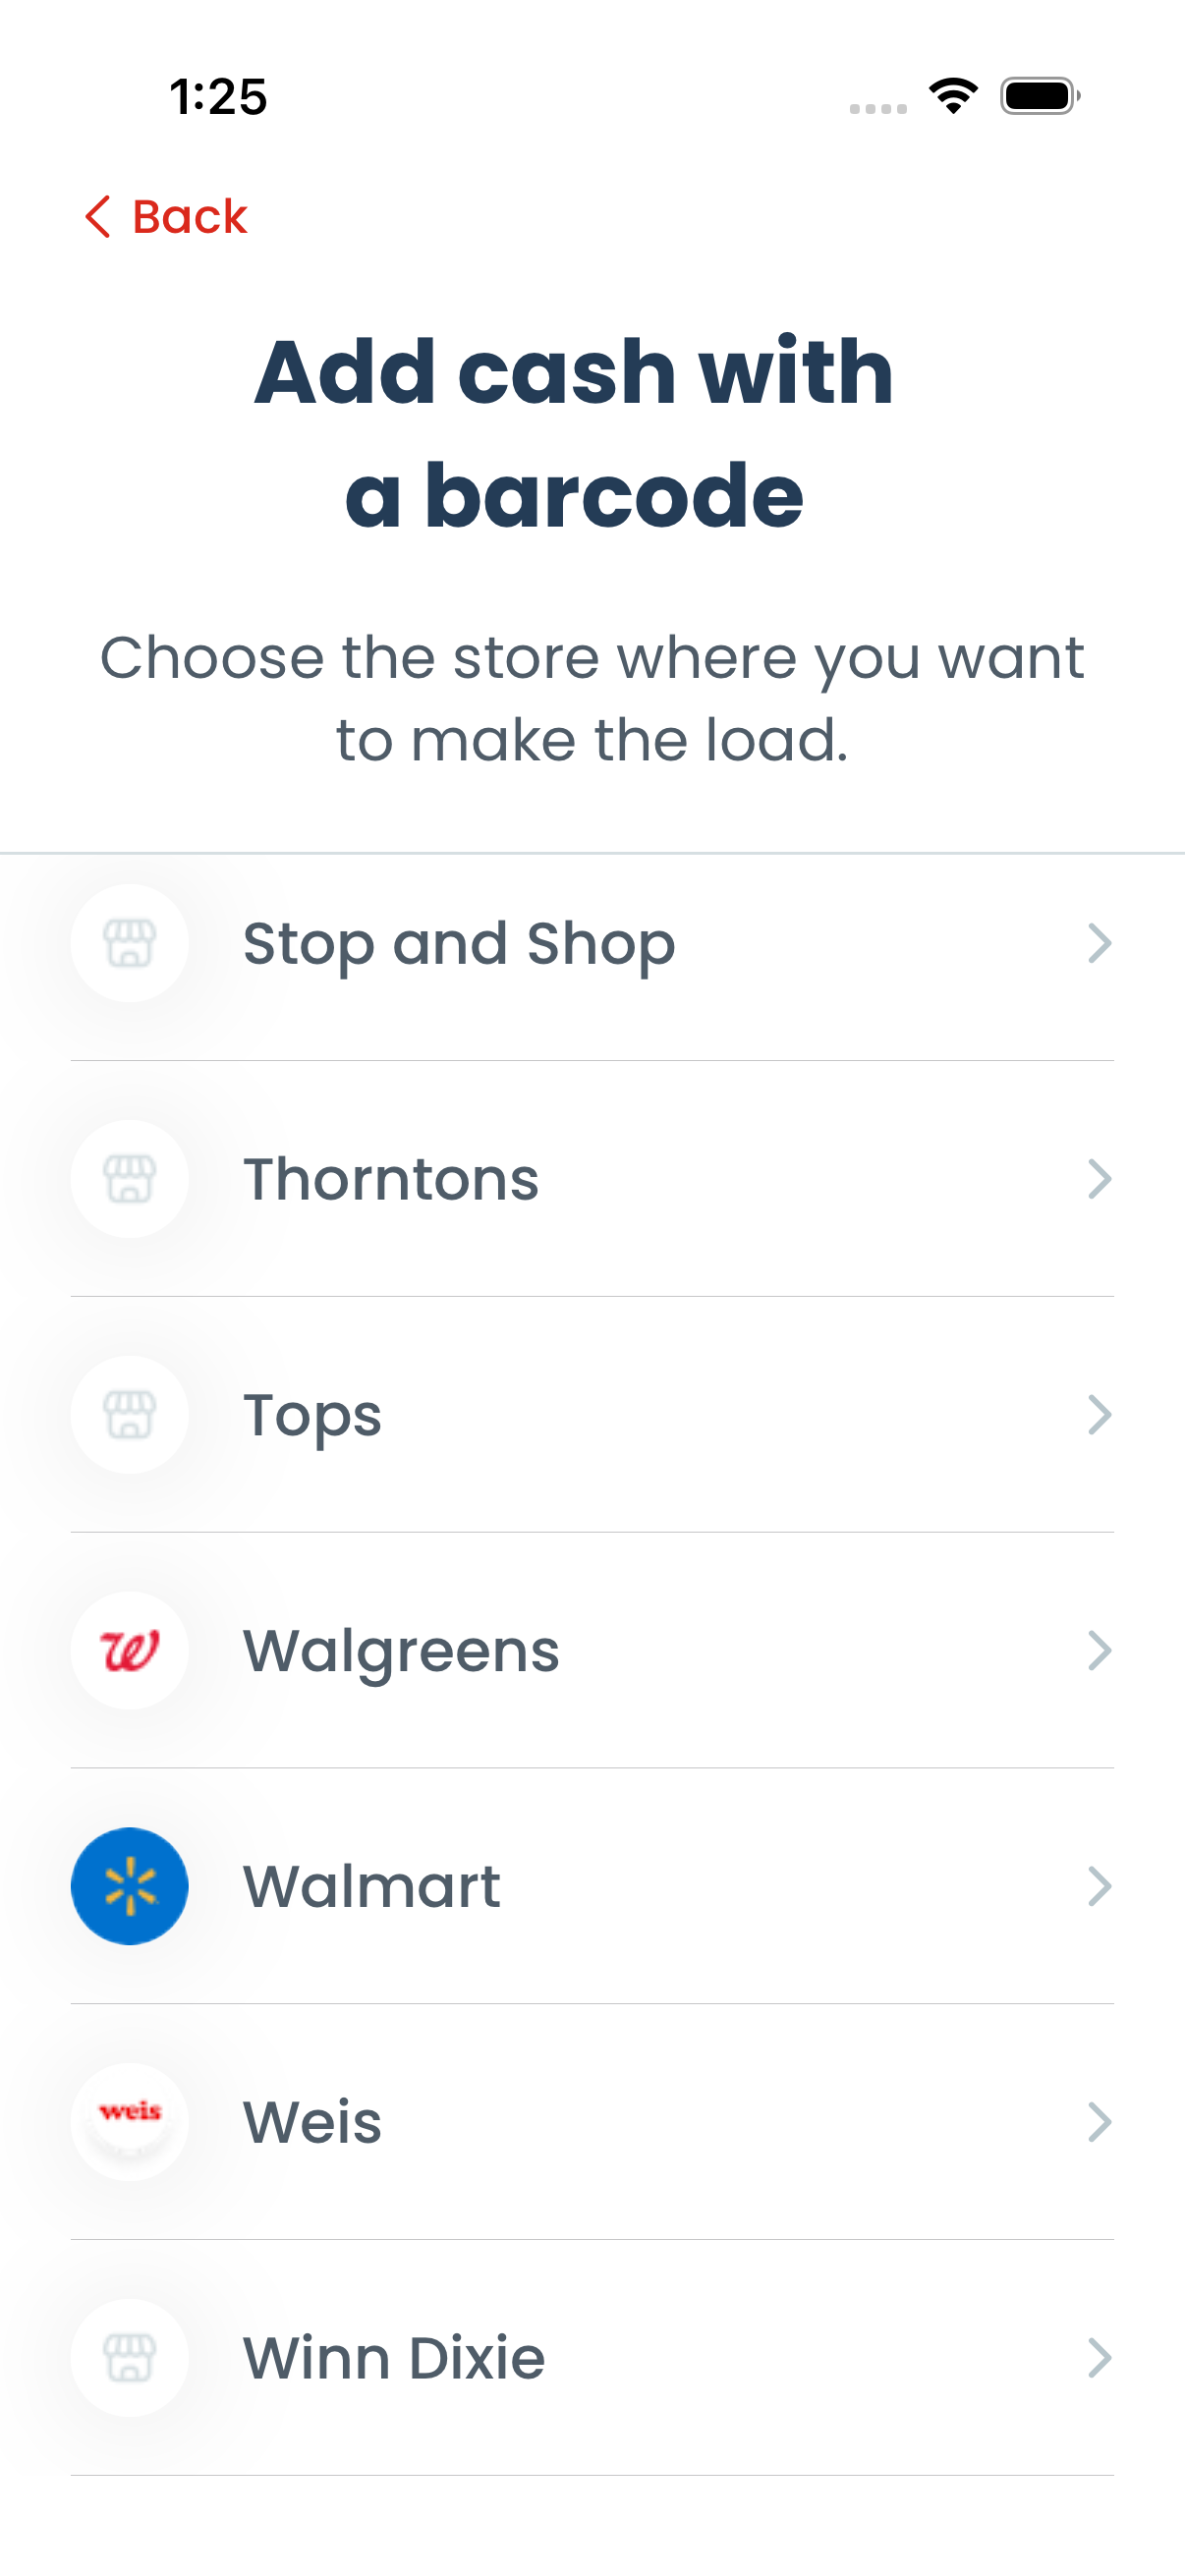 1:25
Back
Add cash with
a barcode
Choose the store where you want
to make the load.
Stop and Shop
Thorntons
Tops
Walgreens
Walmart
weis
Weis
Winn Dixie